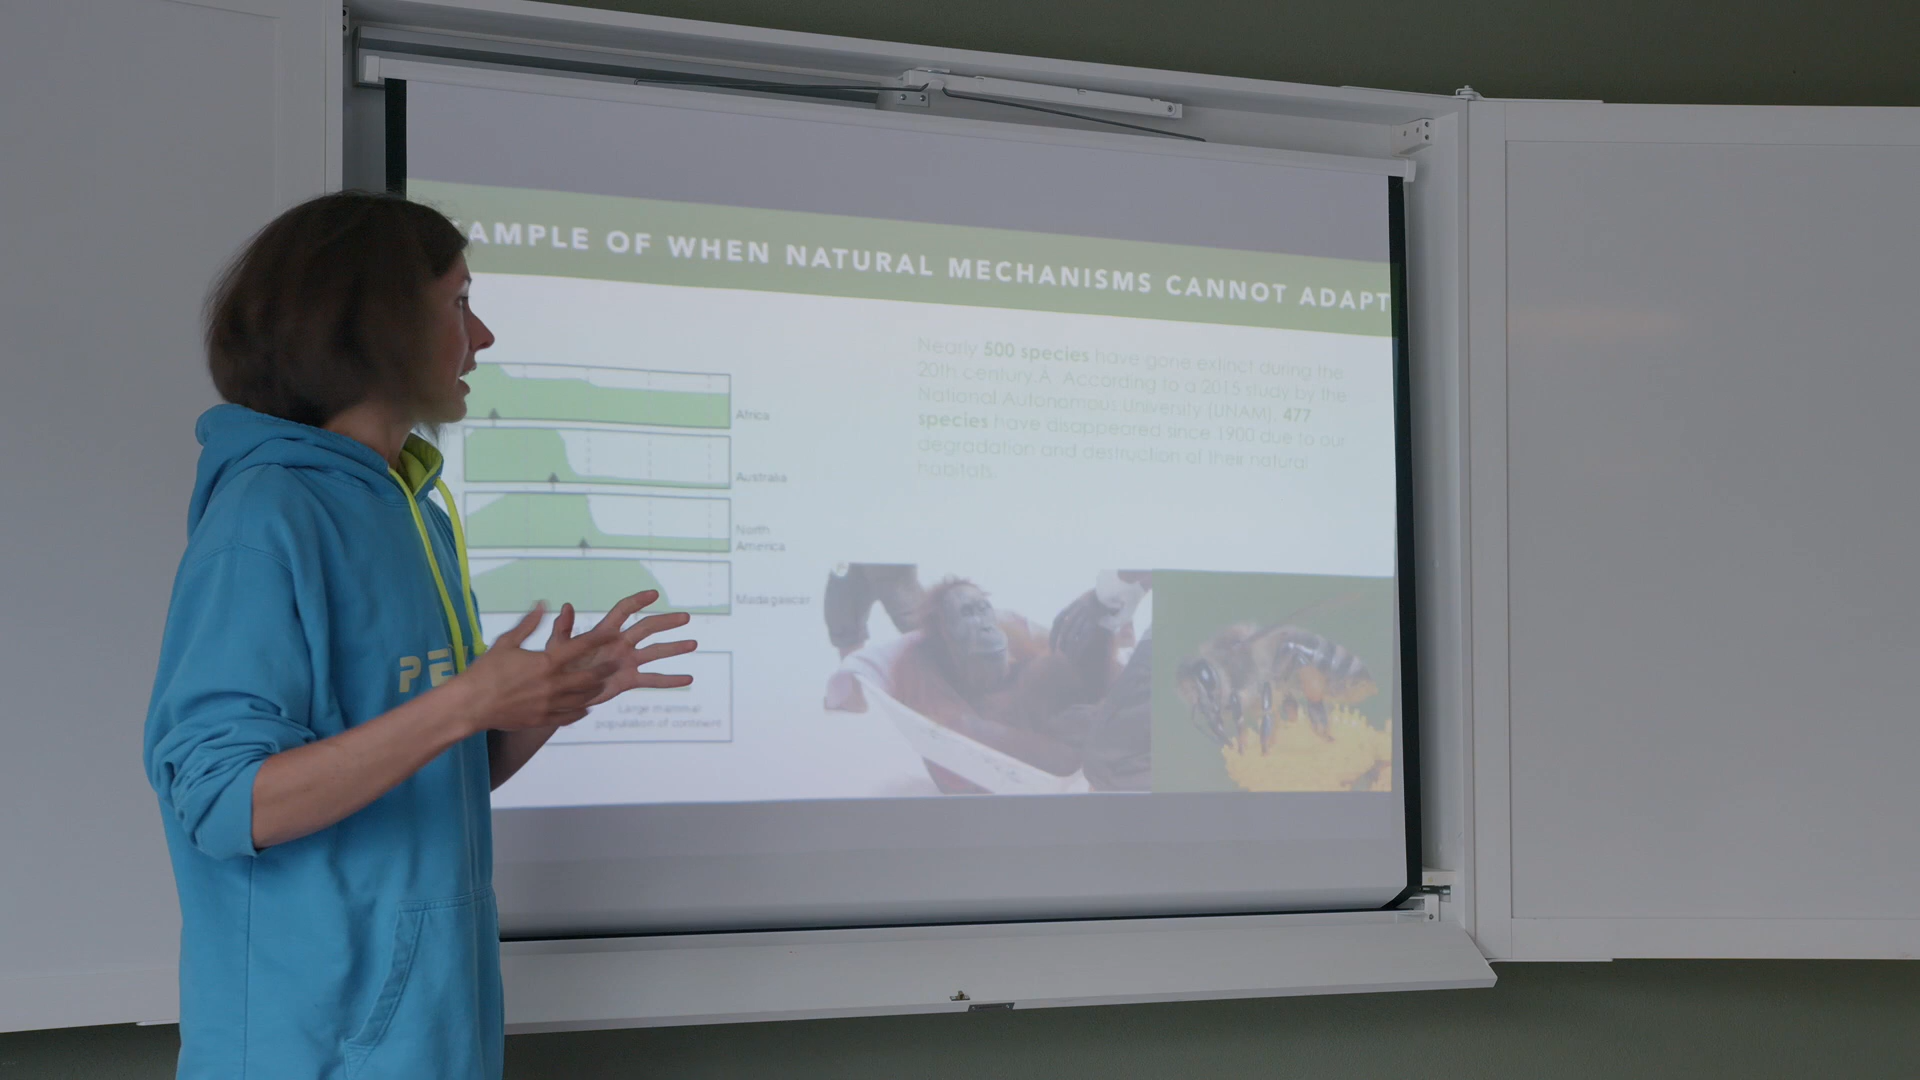 AMPLE OF WHEN NATURAL MECHANISMS CANNOT ADAPT
Nearly 500 species have gone extinct during the
20th century.Â According to a 2015 study by the
National Autonomous University (UNAM), 477
species have disappeared since 1900 due to our
degradation and destruction of their natural
habitats.
Africa
Australia
North
America
Madagascar
Large mammal
population of continent
PE